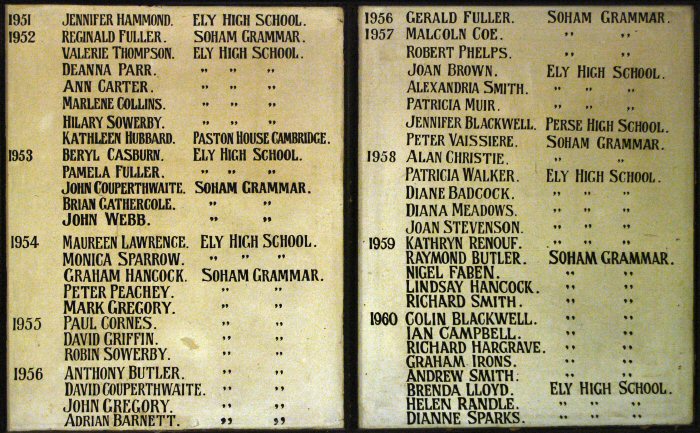 1951 JENNIFER HAMMOND. ELY HIGH SCHOOL.
1952 REGINALD FULLER. SOHAM GRAMMAR.
VALERIE THOMPSON. ELY HIGH SCHOOL.
DEANNA PARR. " " "
ANN CARTER. " " "
MARLENE COLLINS. " " "
HILARY SOWERBY. " " "
KATHLEEN HUBBARD. PASTON HOUSE CAMBRIDGE.
1953 BERYL CASBURN. ELY HIGH SCHOOL.
PAMELA FULLER. " " "
JOHN COUPERTHWAITE. SOHAM GRAMMAR.
BRIAN GATHERCOLE. " "
JOHN WEBB. " "
1954 MAUREEN LAWRENCE. ELY HIGH SCHOOL.
MONICA SPARROW. " " "
GRAHAM HANCOCK. SOHAM GRAMMAR.
PETER PEACHEY. " "
MARK GREGORY. " "
1955 PAUL CORNES. " "
DAVID GRIFFIN. " "
ROBIN SOWERBY. " "
1956 ANTHONY BUTLER. " "
DAVID COUPERTHWAITE. " "
JOHN GREGORY. " "
ADRIAN BARNETT. " "
1956 GERALD FULLER. SOHAM GRAMMAR.
1957 MALCOLN COE. " "
ROBERT PHELPS. " "
JOAN BROWN. ELY HIGH SCHOOL.
ALEXANDRIA SMITH. " " "
PATRICIA MUIR. " " "
JENNIFER BLACKWELL. PERSE HIGH SCHOOL.
PETER VAISSIERE. SOHAM GRAMMAR.
1958 ALAN CHRISTIE. " "
PATRICIA WALKER. ELY HIGH SCHOOL.
DIANE BADCOCK. " " "
DIANA MEADOWS. " " "
JOAN STEVENSON. " " "
1959 KATHRYN RENOUF. " " "
RAYMOND BUTLER. SOHAM GRAMMAR.
NIGEL FABEN. " "
LINDSAY HANCOCK. " "
RICHARD SMITH. " "
1960 COLIN BLACKWELL. " "
IAN CAMPBELL. " "
RICHARD HARGRAVE. " "
GRAHAM IRONS. " "
ANDREW SMITH. " "
BRENDA LLOYD. ELY HIGH SCHOOL.
HELEN RANDLE. " " "
DIANNE SPARKS. " " "